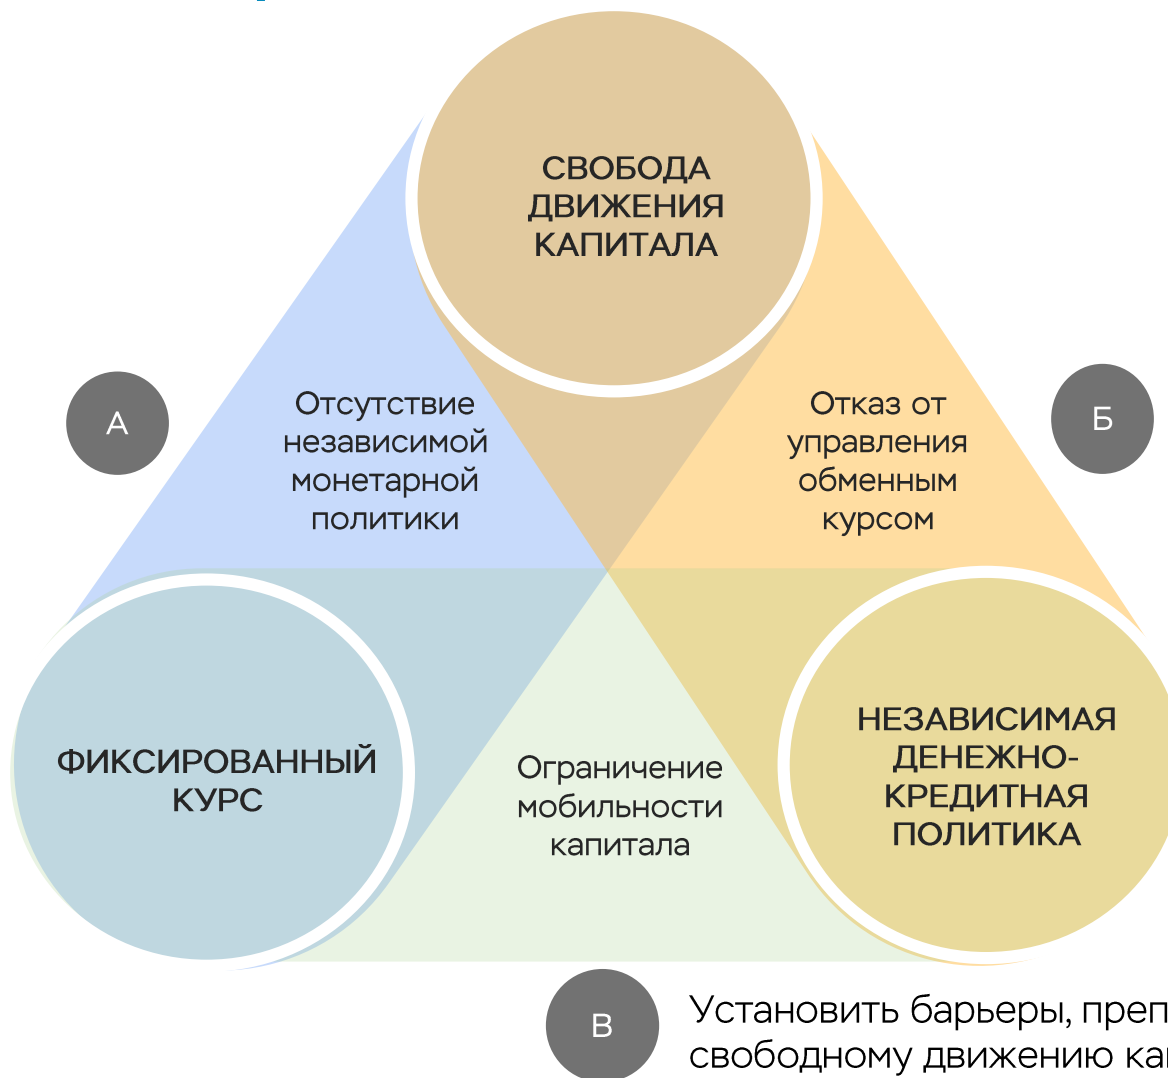 СВОБОДА
ДВИЖЕНИЯ
КАПИТАЛА
А
Отсутствие
независимой
монетарной
политики
Отказ от
управления
обменным
курсом
Б
ФИКСИРОВАННЫЙ
КУРС
Ограничение
мобильности
капитала
НЕЗАВИСИМАЯ
ДЕНЕЖНО-
КРЕДИТНАЯ
ПОЛИТИКА
В
Установить барьеры,
свободному движению